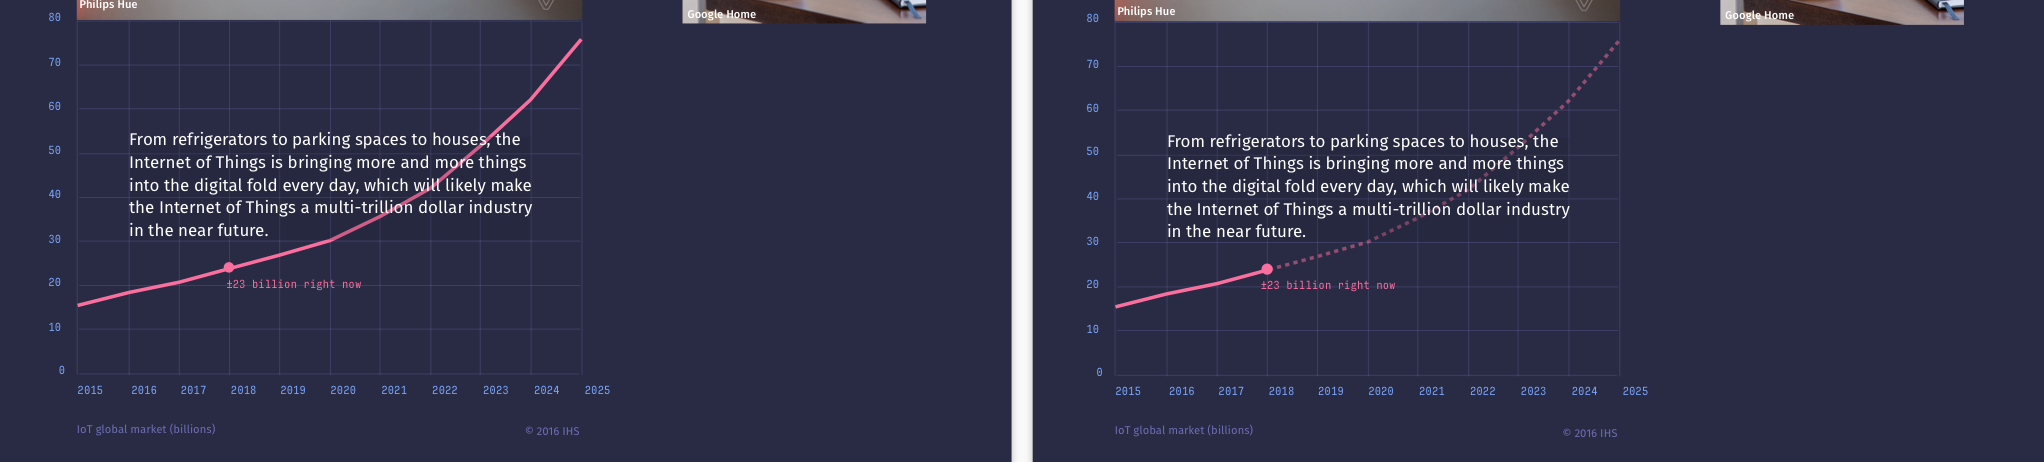 Philips Hue
Google Home
80
70
60
50
40
30
20
10
0
From refrigerators to parking spaces to houses, the
Internet of Things is bringing more and more things
into the digital fold every day, which will likely make
the Internet of Things a multi-trillion dollar industry
in the near future.
±23 billion right now
2015 2016 2017 2018 2019 2020 2021 2022 2023 2024 2025
IoT global market (billions)
© 2016 IHS
Philips Hue
Google Home
80
70
60
50
40
30
20
10
0
From refrigerators to parking spaces to houses, the
Internet of Things is bringing more and more things
into the digital fold every day, which will likely make
the Internet of Things a multi-trillion dollar industry
in the near future.
±23 billion right now
2015 2016 2017 2018 2019 2020 2021 2022 2023 2024 2025
IoT global market (billions)
© 2016 IHS